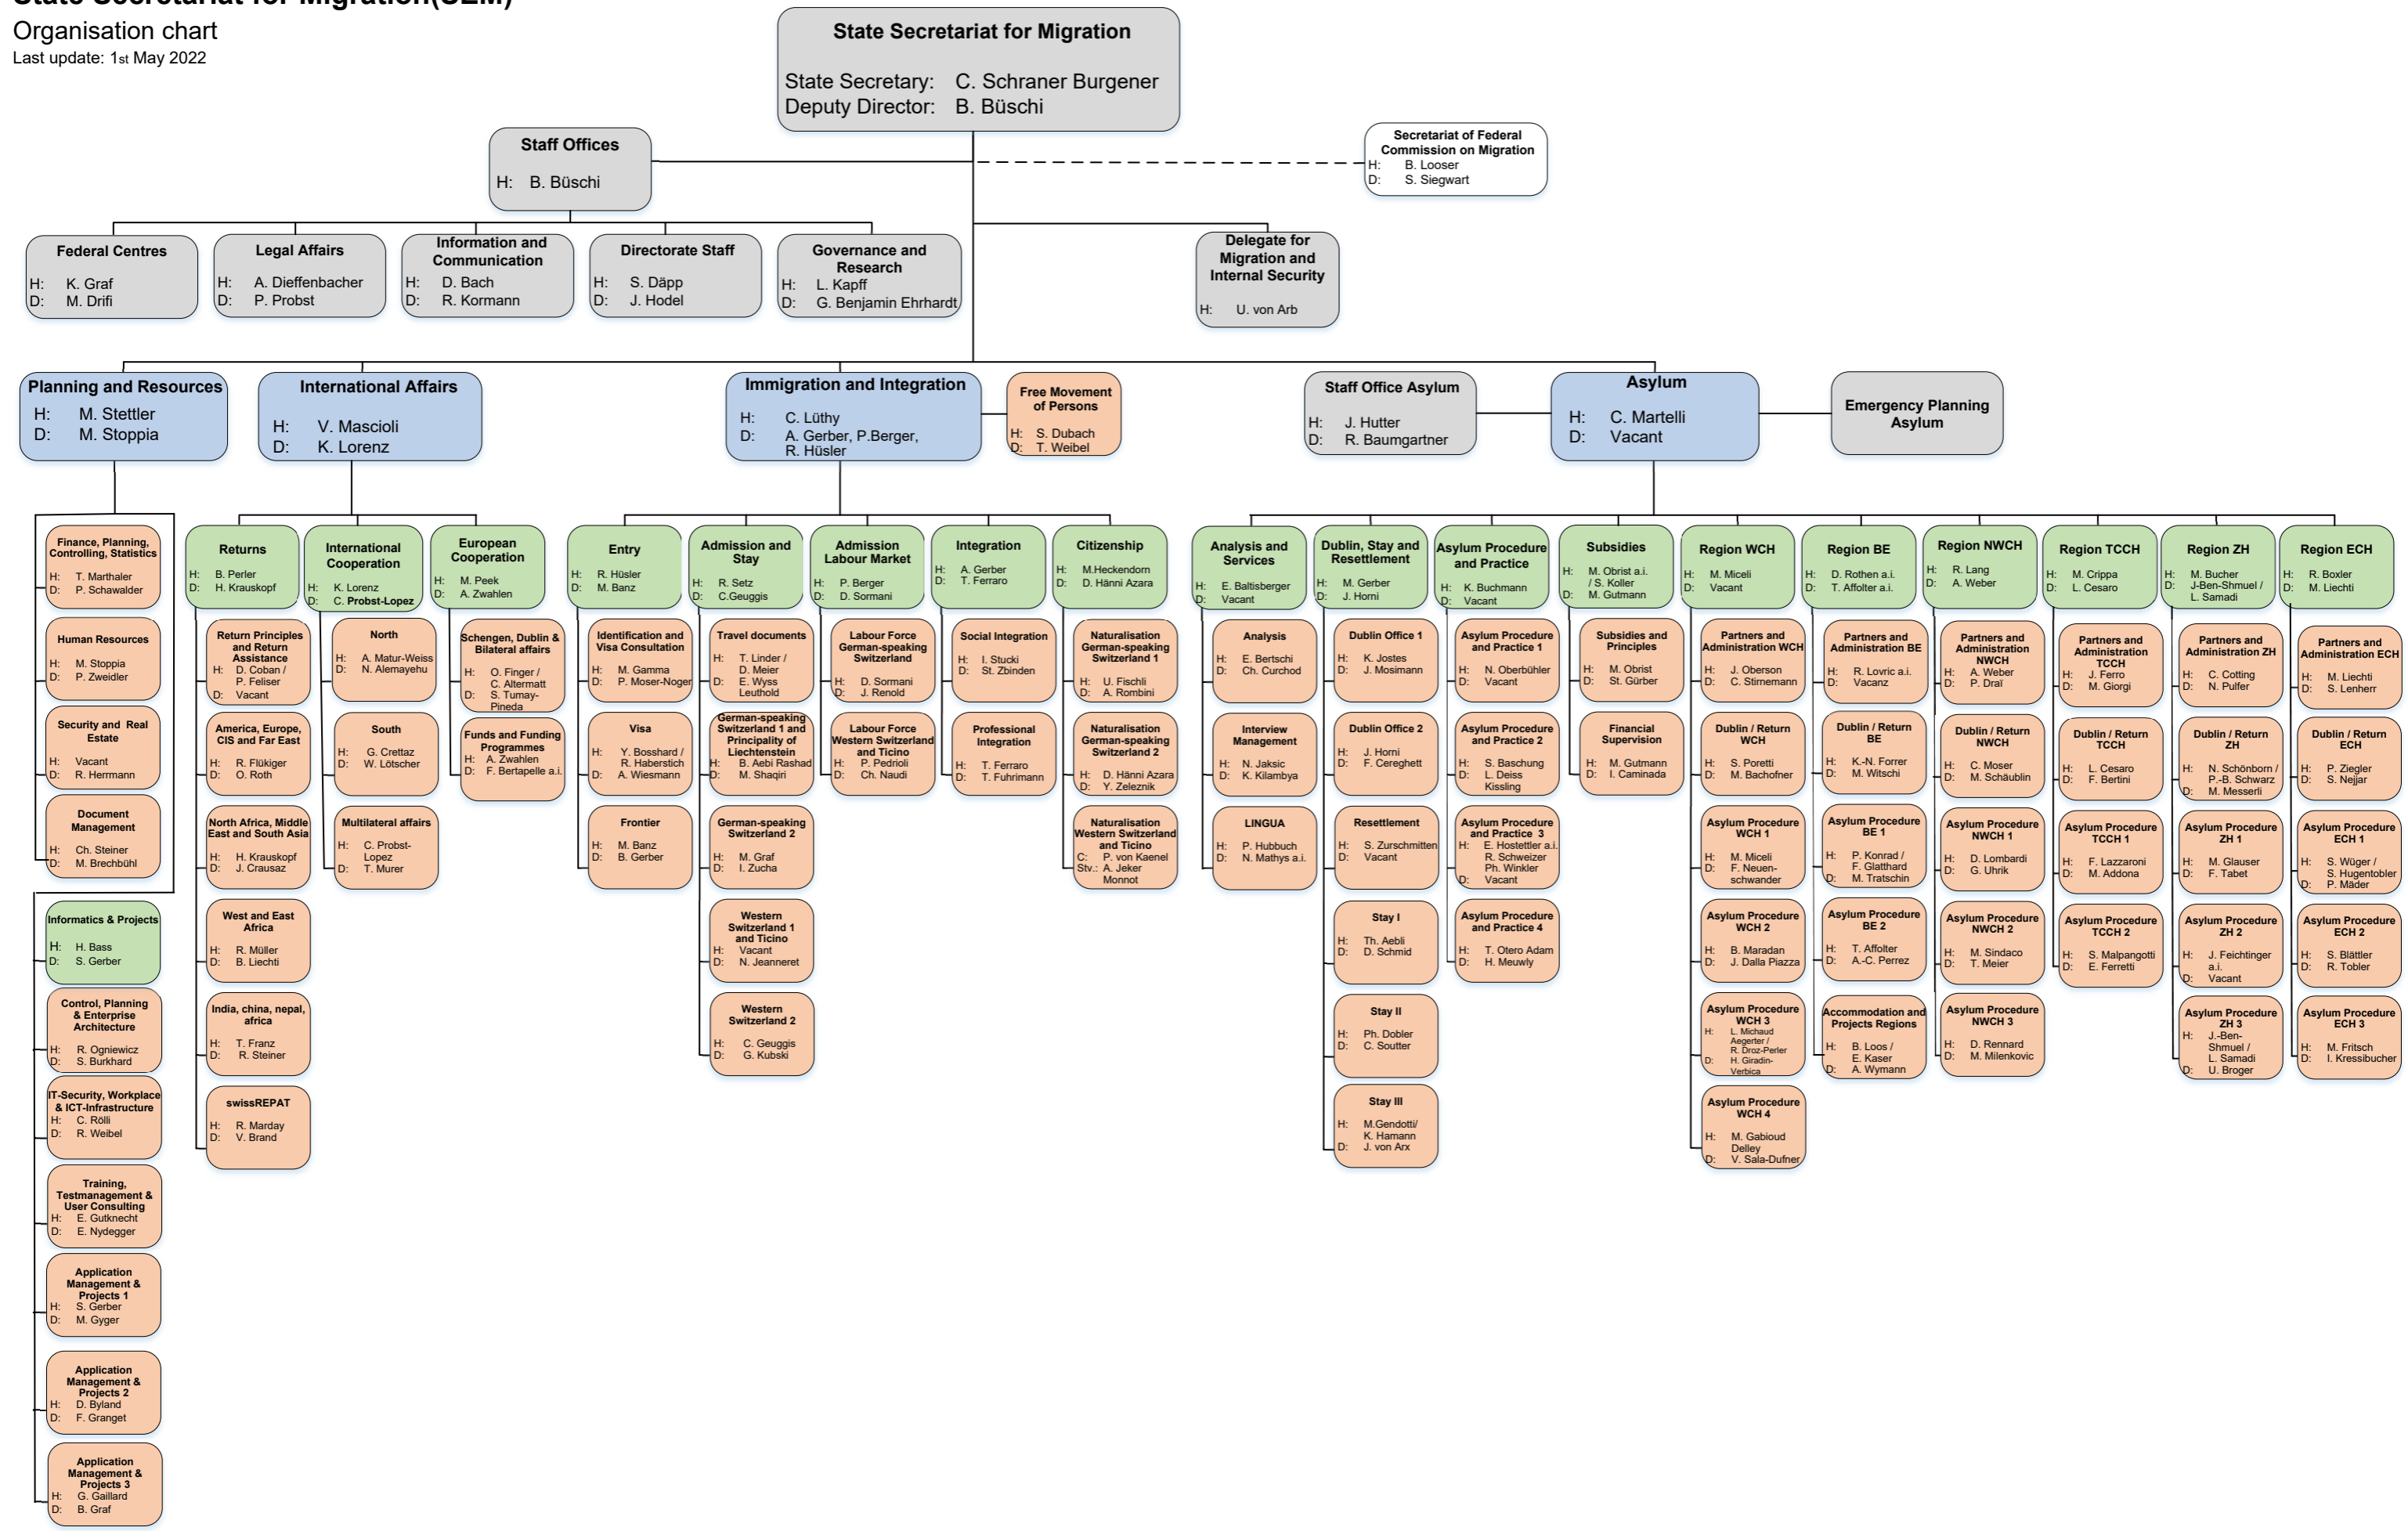 State Secretariat for Migration(SEM)
Organisation chart
Last update: 1st May 2022
State Secretariat for Migration
State Secretary: C. Schraner Burgener
Deputy Director: B. Büschi
Staff Offices
H: B. Büschi
Secretariat of Federal
Commission on Migration
H: B. Looser
D: S. Siegwart
Federal Centres
H: K. Graf
D: M. Drifi
Legal Affairs
H: A. Dieffenbacher
D: P. Probst
Information and
Communication
H: D. Bach
D: R. Kormann
Directorate Staff
H: S. Däpp
D: J. Hodel
Governance and
Research
H: L. Kapff
D: G. Benjamin Ehrhardt
Delegate for
Migration and
Internal Security
H: U. von Arb
Planning and Resources
H: M. Stettler
D: M. Stoppia
International Affairs
H: V. Mascioli
D: K. Lorenz
Immigration and Integration
H: C. Lüthy
D: A. Gerber, P.Berger,
R. Hüsler
Free Movement
of Persons
H: S. Dubach
D: T. Weibel
Staff Office Asylum
H: J. Hutter
D: R. Baumgartner
Asylum
H: C. Martelli
D: Vacant
Emergency Planning
Asylum
Finance, Planning,
Controlling, Statistics
H: T. Marthaler
D: P. Schawalder
Human Resources
H: M. Stoppia
D: P. Zweidler
Security and Real
Estate
H: Vacant
D: R. Herrmann
Document
Management
H: Ch. Steiner
D: M. Brechbühl
Informatics & Projects
H: H. Bass
D: S. Gerber
Control, Planning
& Enterprise
Architecture
H: R. Ogniewicz
D: S. Burkhard
IT-Security, Workplace
& ICT-Infrastructure
H: C. Rölli
D: R. Weibel
Training,
Testmanagement &
User Consulting
H: E. Gutknecht
D: E. Nydegger
Application
Management &
Projects 1
H: S. Gerber
D: M. Gyger
Application
Management &
Projects 2
H: D. Byland
D: F. Granget
Application
Management &
Projects 3
H: G. Gaillard
D: B. Graf
Returns
H: B. Perler
D: H. Krauskopf
Return Principles
and Return
Assistance
H: D. Coban /
P. Feliser
D: Vacant
America, Europe,
CIS and Far East
H: R. Flükiger
D: O. Roth
North Africa, Middle
East and South Asia
H: H. Krauskopf
D: J. Crausaz
West and East
Africa
H: R. Müller
D: B. Liechti
India, china, nepal,
africa
H: T. Franz
D: R. Steiner
swissREPAT
H: R. Marday
D: V. Brand
International
Cooperation
H: K. Lorenz
D: C. Probst-Lopez
North
H: A. Matur-Weiss
D: N. Alemayehu
South
H: G. Crettaz
D: W. Lötscher
Multilateral affairs
H: C. Probst-
Lopez
D: T. Murer
European
Cooperation
H: M. Peek
D: A. Zwahlen
Schengen, Dublin &
Bilateral affairs
H: O. Finger /
C. Altermatt
D: S. Tumay-
Pineda
Funds and Funding
Programmes
H: A. Zwahlen
D: F. Bertapelle a.i.
Entry
H: R. Hüsler
D: M. Banz
Identification and
Visa Consultation
H: M. Gamma
D: P. Moser-Noger
Visa
H: Y. Bosshard /
R. Haberstich
D: A. Wiesmann
Frontier
H: M. Banz
D: B. Gerber
Admission and
Stay
H: R. Setz
D: C.Geuggis
Travel documents
H: T. Linder /
D. Meier
D: E. Wyss
Leuthold
German-speaking
Switzerland 1 and
Principality of
Liechtenstein
H: B. Aebi Rashad
D: M. Shaqiri
German-speaking
Switzerland 2
H: M. Graf
D: I. Zucha
Western
Switzerland 1
and Ticino
H: Vacant
D: N. Jeanneret
Western
Switzerland 2
H: C. Geuggis
D: G. Kubski
Admission
Labour Market
H: P. Berger
D: D. Sormani
Labour Force
German-speaking
Switzerland
H: D. Sormani
D: J. Renold
Labour Force
Western Switzerland
and Ticino
H: P. Pedrioli
D: Ch. Naudi
Integration
H: A. Gerber
D: T. Ferraro
Social Integration
H: I. Stucki
D: St. Zbinden
Professional
Integration
H: T. Ferraro
D: T. Fuhrimann
Citizenship
H: M.Heckendorn
D: D. Hänni Azara
Naturalisation
German-speaking
Switzerland 1
H: U. Fischli
D: A. Rombini
Naturalisation
German-speaking
Switzerland 2
H: D. Hänni Azara
D: Y. Zeleznik
Naturalisation
Western Switzerland
and Ticino
C: P. von Kaenel
Stv.: A. Jeker
Monnot
Analysis and
Services
H: E. Baltisberger
D: Vacant
Analysis
H: E. Bertschi
D: Ch. Curchod
Interview
Management
H: N. Jaksic
D: K. Kilambya
LINGUA
H: P. Hubbuch
D: N. Mathys a.i.
Dublin, Stay and
Resettlement
H: M. Gerber
D: J. Horni
Dublin Office 1
H: K. Jostes
D: J. Mosimann
Dublin Office 2
H: J. Horni
D: F. Cereghett
Resettlement
H: S. Zurschmitten
D: Vacant
Stay I
H: Th. Aebli
D: D. Schmid
Stay II
H: Ph. Dobler
D: C. Soutter
Stay III
H: M.Gendotti/
K. Hamann
D: J. von Arx
Asylum Procedure
and Practice
H: K. Buchmann
D: Vacant
Asylum Procedure
and Practice 1
H: N. Oberbühler
D: Vacant
Asylum Procedure
and Practice 2
H: S. Baschung
D: L. Deiss
Kissling
Asylum Procedure
and Practice 3
H: E. Hostettler a.i.
R. Schweizer
Ph. Winkler
D: Vacant
Asylum Procedure
and Practice 4
H: T. Otero Adam
D: H. Meuwly
Subsidies
H: M. Obrist a.i.
/ S. Koller
D: M. Gutmann
Subsidies and
Principles
H: M. Obrist
D: St. Gürber
Financial
Supervision
H: M. Gutmann
D: I. Caminada
Region WCH
H: M. Miceli
D: Vacant
Partners and
Administration WCH
H: J. Oberson
D: C. Stirnemann
Dublin / Return
WCH
H: S. Poretti
D: M. Bachofner
Asylum Procedure
WCH 1
H: M. Miceli
D: F. Neuen-
schwander
Asylum Procedure
WCH 2
H: B. Maradan
D: J. Dalla Piazza
Asylum Procedure
WCH 3
H: L. Michaud
Aegerter /
R. Droz-Perler
D: H. Giradin-
Verbica
Asylum Procedure
WCH 4
H: M. Gabioud
Delley
D: V. Sala-Dufner
Region BE
H: D. Rothen a.i.
D: T. Affolter a.i.
Partners and
Administration BE
H: R. Lovric a.i.
D: Vacanz
Dublin / Return
BE
H: K.-N. Forrer
D: M. Witschi
Asylum Procedure
BE 1
H: P. Konrad /
F. Glatthard
D: M. Tratschin
Asylum Procedure
BE 2
H: T. Affolter
D: A.-C. Perrez
Accommodation and
Projects Regions
H: B. Loos /
E. Kaser
D: A. Wymann
Region NWCH
H: R. Lang
D: A. Weber
Partners and
Administration
NWCH
H: A. Weber
D: P. Draï
Dublin / Return
NWCH
H: C. Moser
D: M. Schäublin
Asylum Procedure
NWCH 1
H: D. Lombardi
D: G. Uhrik
Asylum Procedure
NWCH 2
H: M. Sindaco
D: T. Meier
Asylum Procedure
NWCH 3
H: D. Rennard
D: M. Milenkovic
Region TCCH
H: M. Crippa
D: L. Cesaro
Partners and
Administration
TCCH
H: J. Ferro
D: M. Giorgi
Dublin / Return
TCCH
H: L. Cesaro
D: F. Bertini
Asylum Procedure
TCCH 1
H: F. Lazzaroni
D: M. Addona
Asylum Procedure
TCCH 2
H: S. Malpangotti
D: E. Ferretti
Region ZH
H: M. Bucher
D: J-Ben-Shmuel /
L. Samadi
Partners and
Administration ZH
H: C. Cotting
D: N. Pulfer
Dublin / Return
ZH
H: N. Schönborn /
P.-B. Schwarz
D: M. Messerli
Asylum Procedure
ZH 1
H: M. Glauser
D: F. Tabet
Asylum Procedure
ZH 2
H: J. Feichtinger
a.i.
D: Vacant
Asylum Procedure
ZH 3
H: J.-Ben-
Shmuel /
L. Samadi
D: U. Broger
Region ECH
H: R. Boxler
D: M. Liechti
Partners and
Administration ECH
H: M. Liechti
D: S. Lenherr
Dublin / Return
ECH
H: P. Ziegler
D: S. Nejjar
Asylum Procedure
ECH 1
H: S. Wüger /
S. Hugentobler
D: P. Mäder
Asylum Procedure
ECH 2
H: S. Blättler
D: R. Tobler
Asylum Procedure
ECH 3
H: M. Fritsch
D: I. Kressibucher